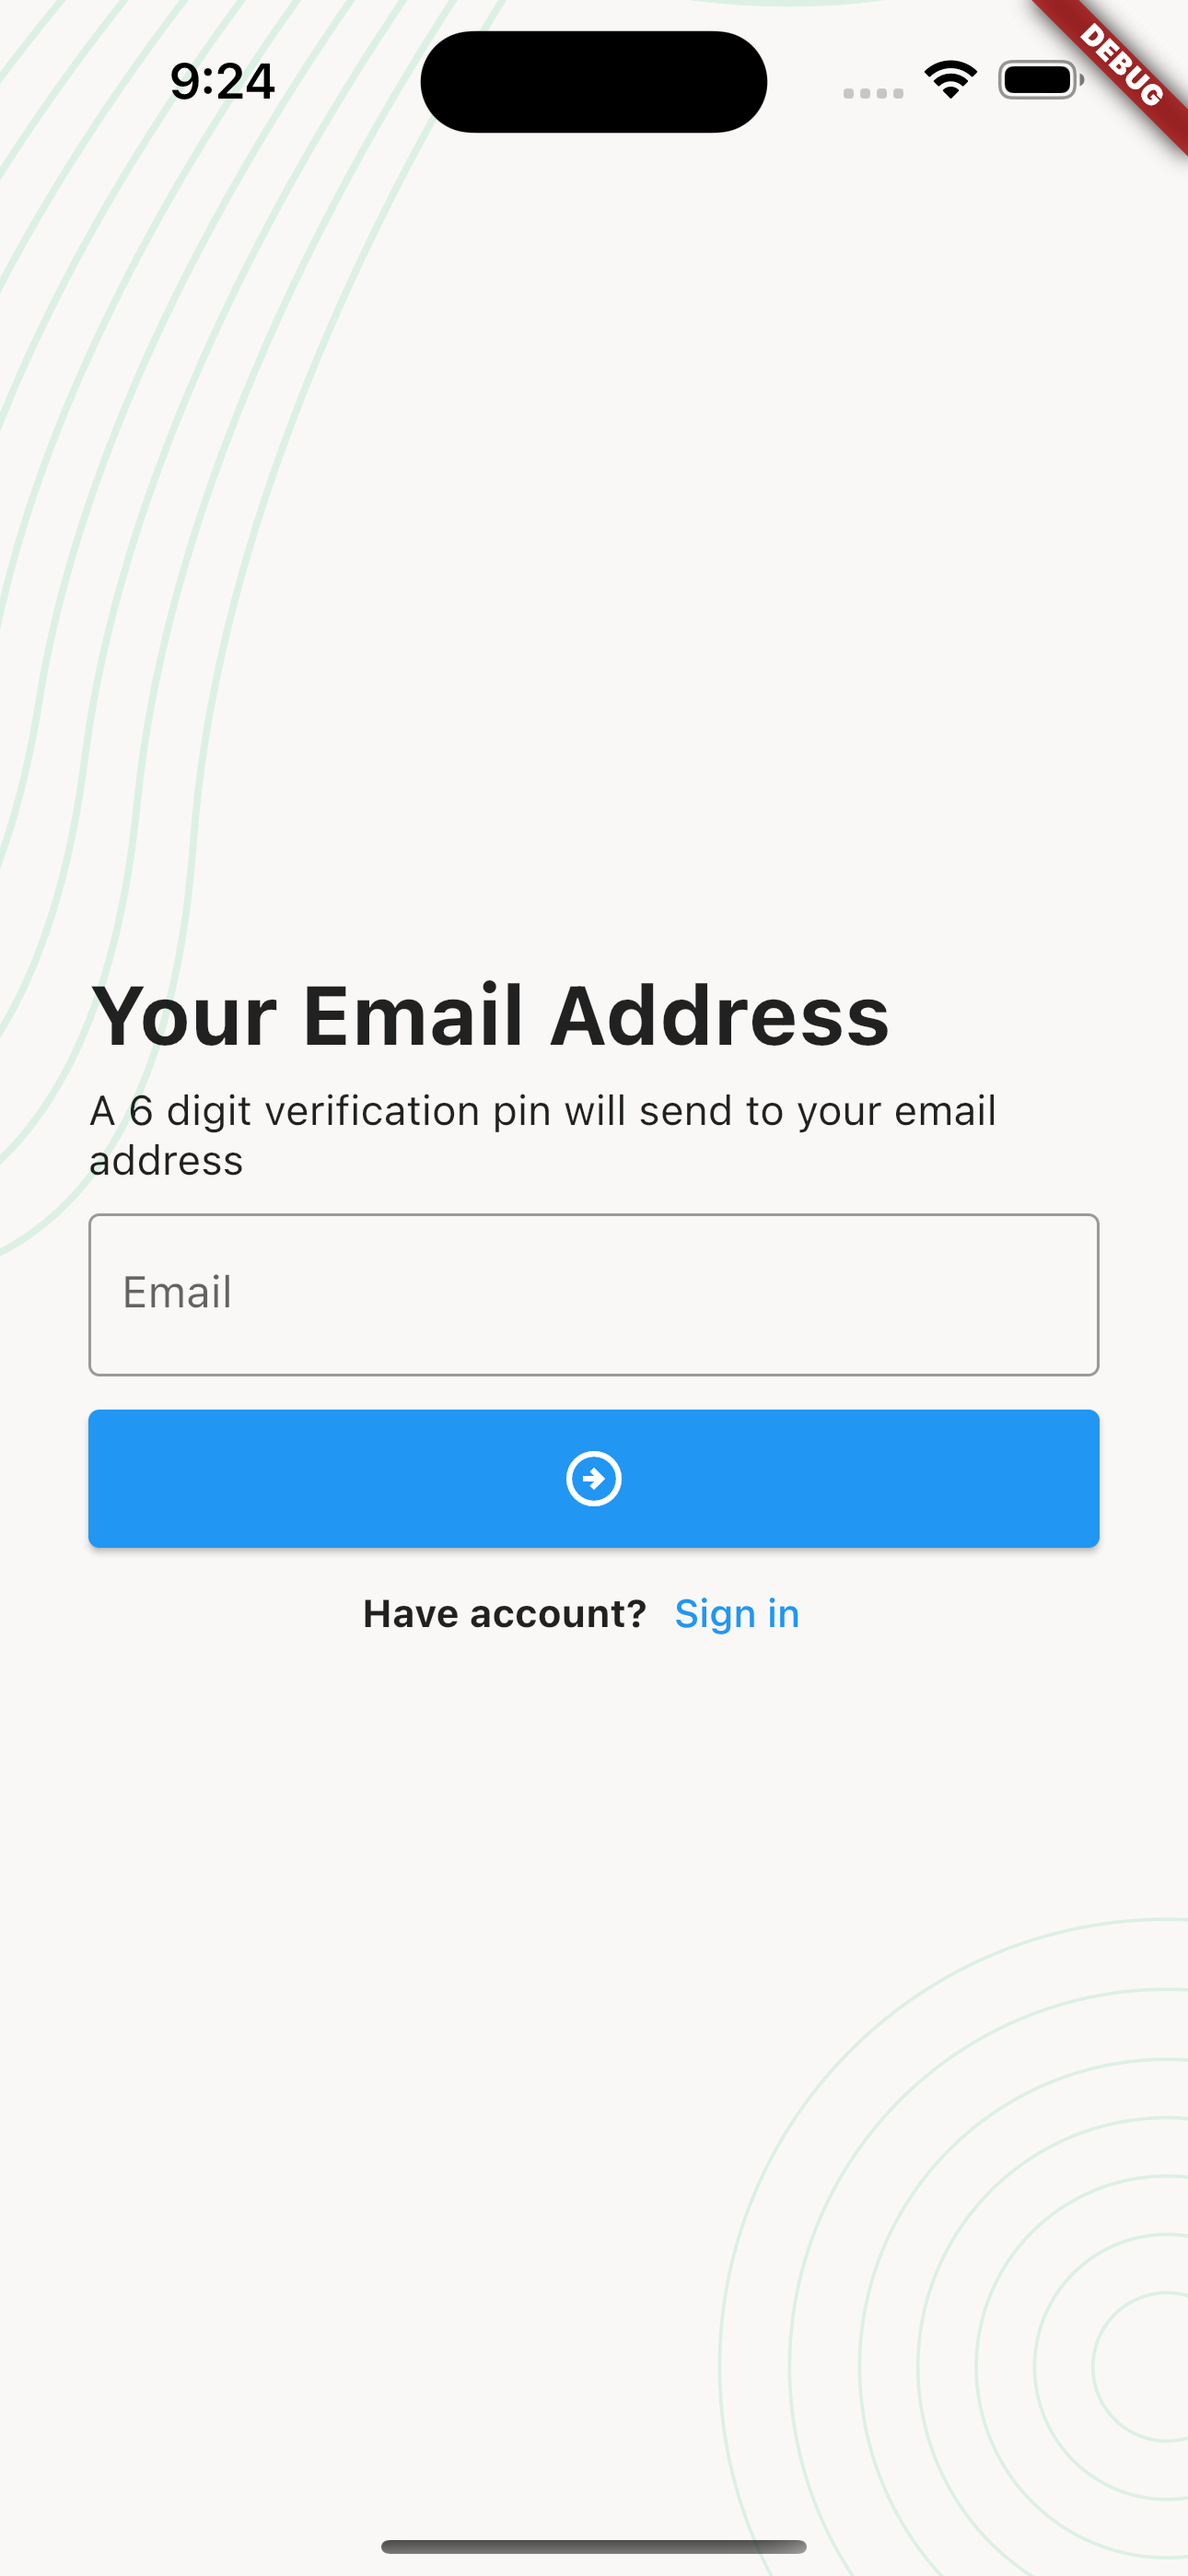 9:24
DEBUG
Your Email Address
A 6 digit verification pin will send to your email
address
Email
Have account? Sign in